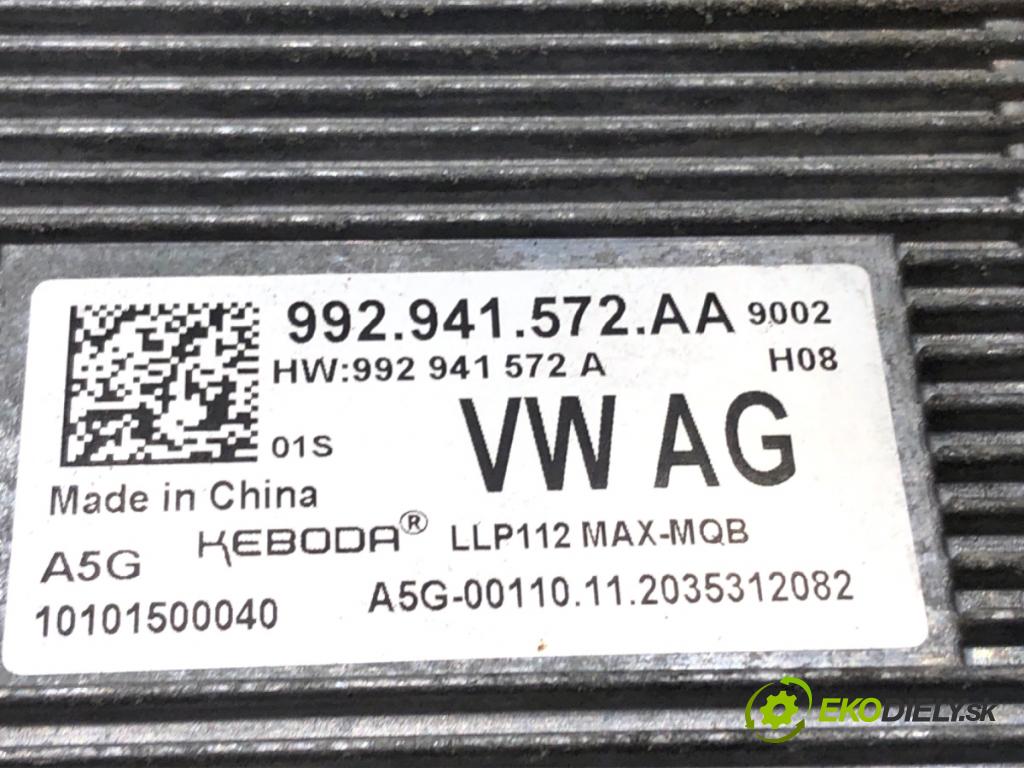 992.941.572.AA 9002
HW:992 941 572 A H08
01S VW AG
Made in China
A5G KEBODA® LLP112 MAX-MQB
10101500040 A5G-00110.11.2035312082
EKODIELY.SK